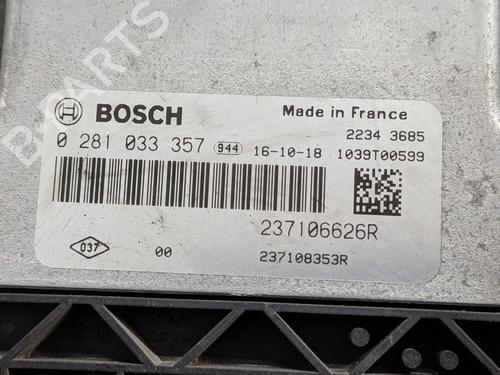 BOSCH Made in France
2234 3685
0 281 033 357 944 16-10-18 1039T00599
237106626R
037 00 237108353R
B-PARTS